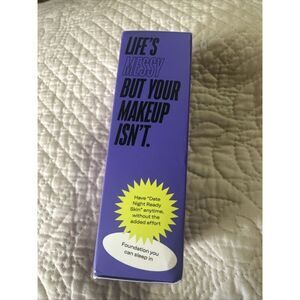 LIFE'S
MESSY
BUT YOUR
MAKEUP
ISN'T.
Have "Date
Night Ready
Skin" anytime,
without the
added effort
Foundation you
can sleep in